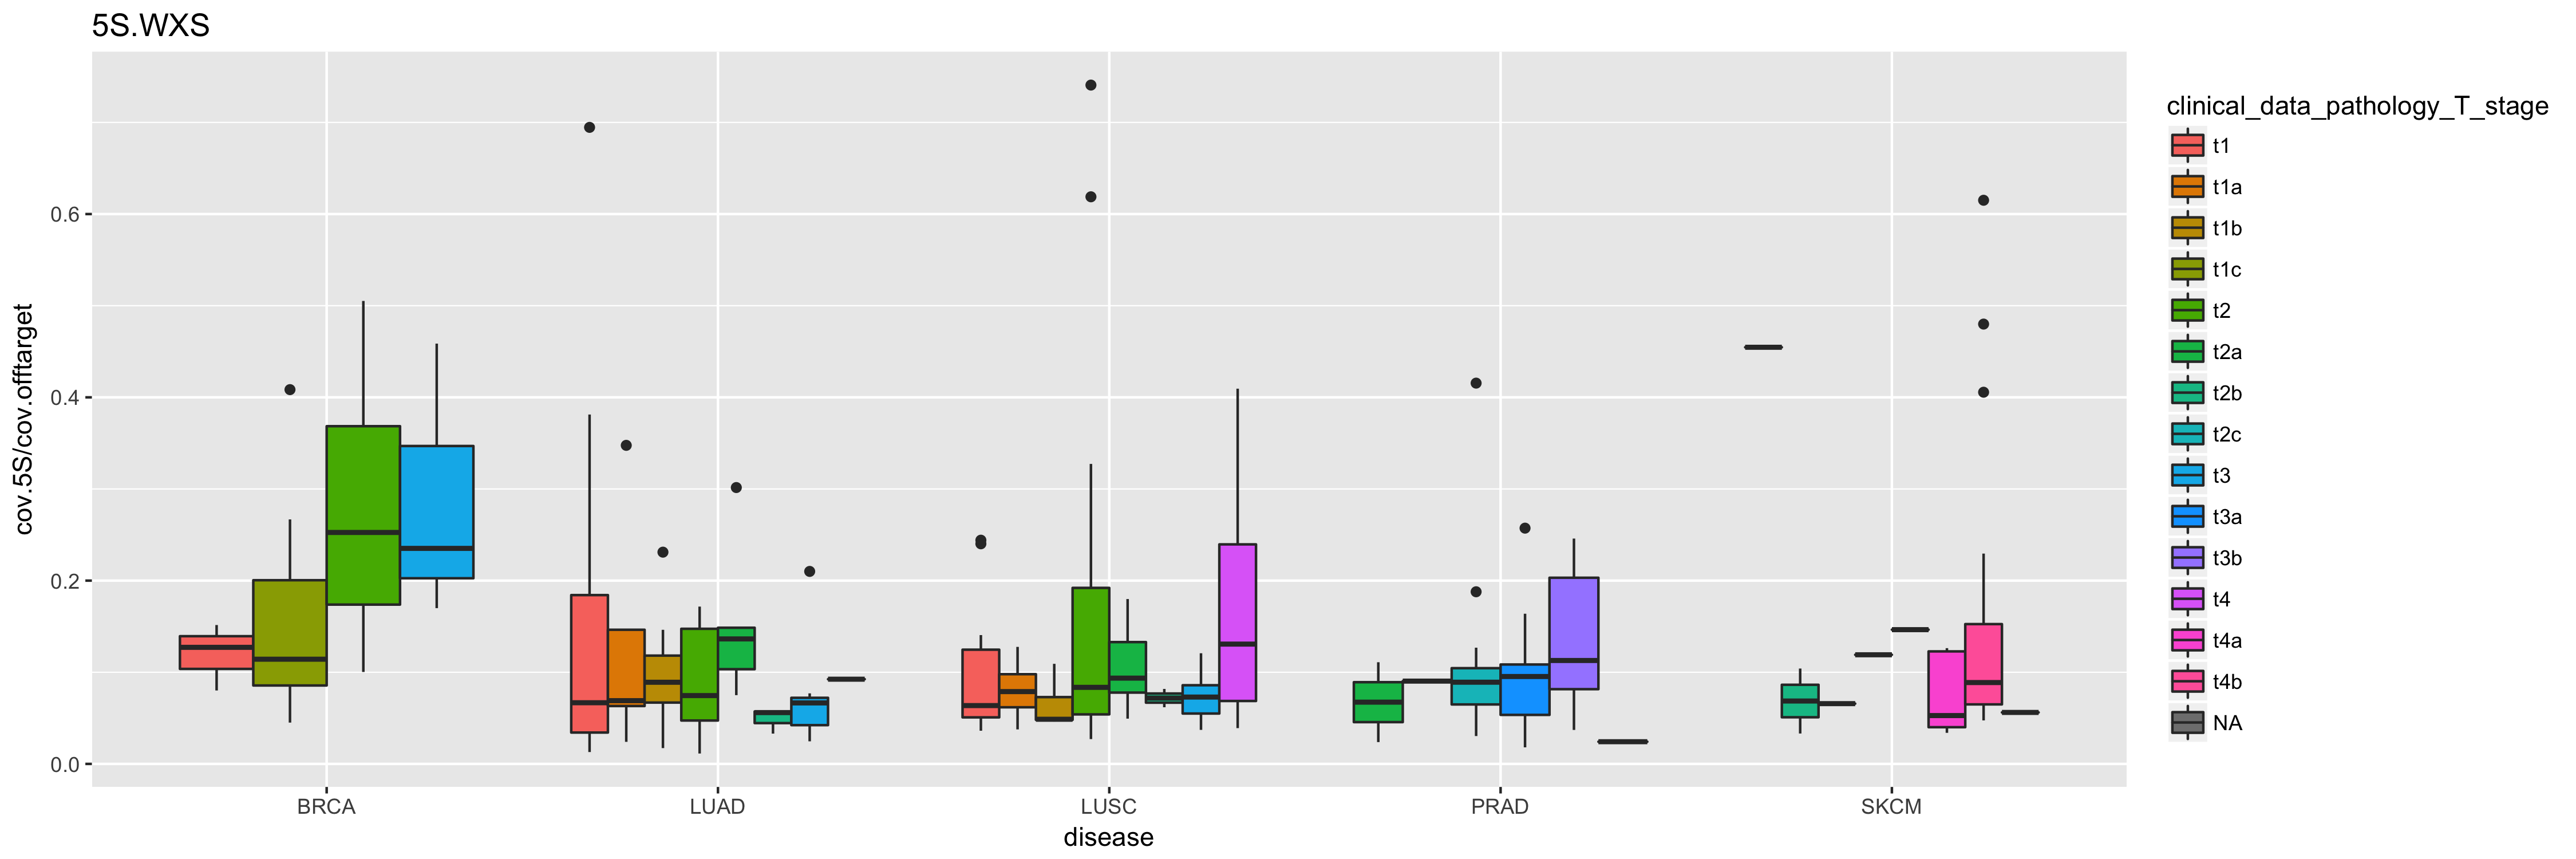 5S.WXS
cov.5S/cov.offtarget
0.6
0.4
0.2
0.0
BRCA
LUAD
LUSC
PRAD
SKCM
disease
clinical_data_pathology_T_stage
t1
t1a
t1b
t1c
t2
t2a
t2b
t2c
t3
t3a
t3b
t4
t4a
t4b
NA